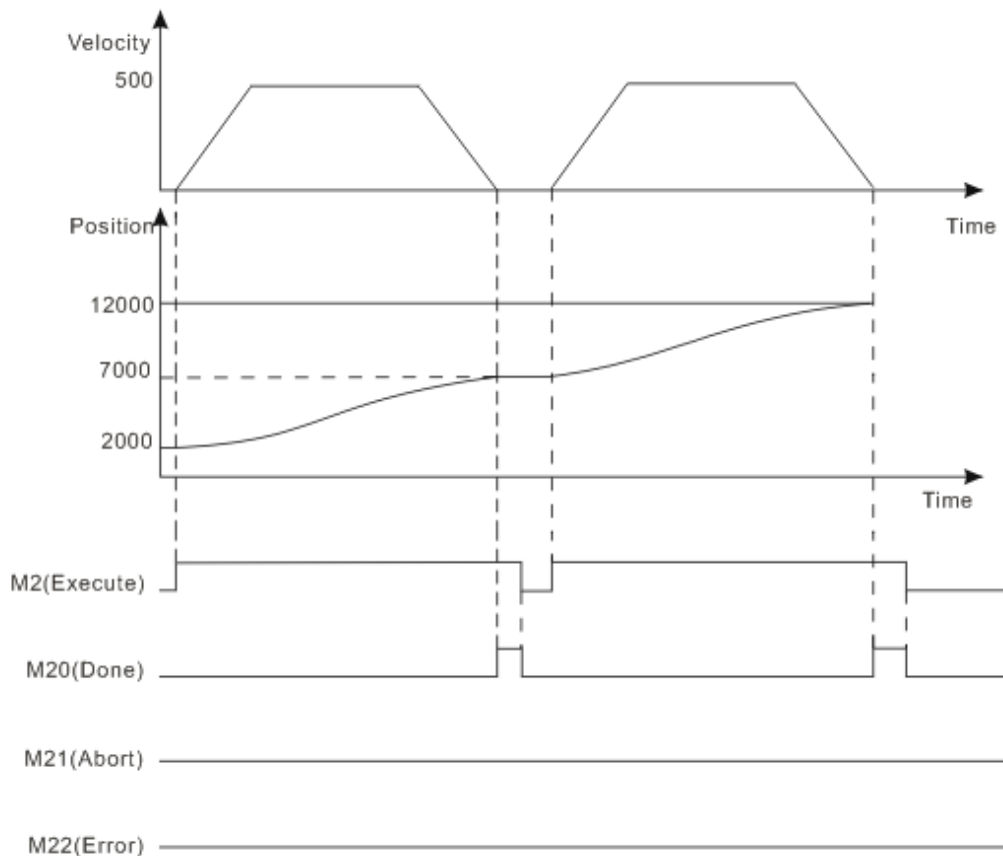 Velocity
500
Time
Position
12000
7000
2000
Time
M2(Execute)
M20(Done)
M21(Abort)
M22(Error)